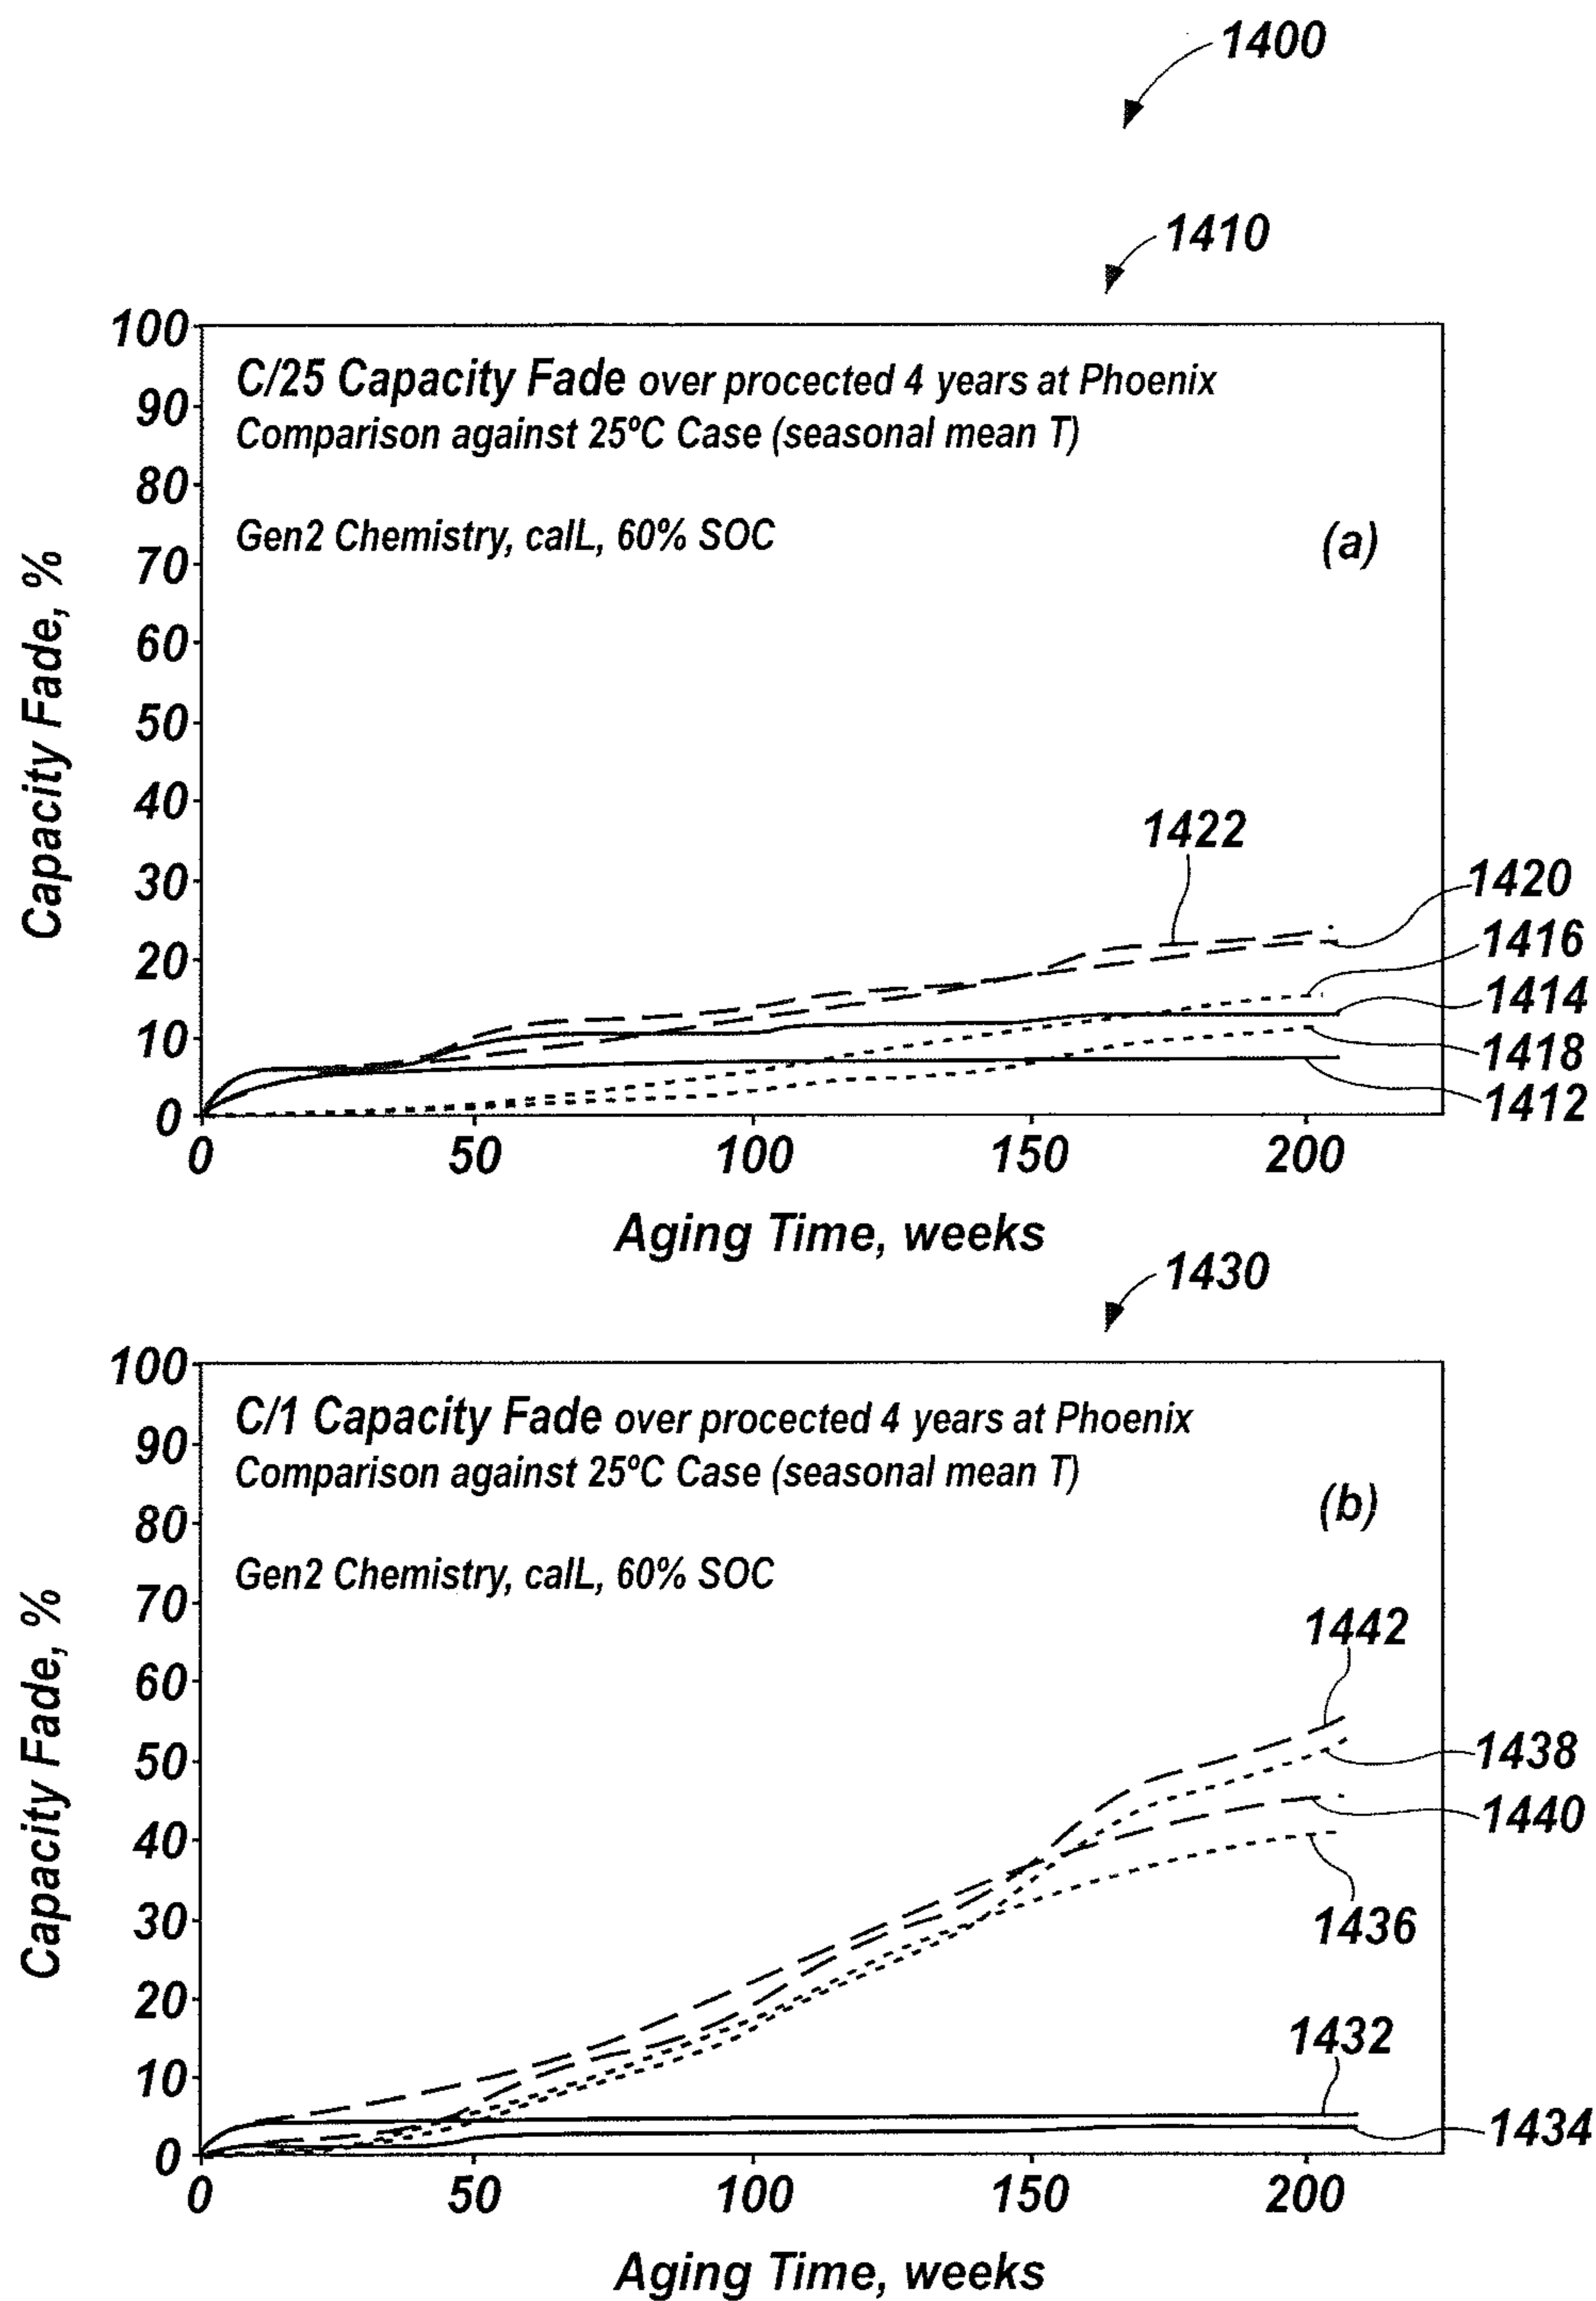 1400
1410
100
90
80
70
60
50
40
30
20
10
0
Capacity Fade, %
C/25 Capacity Fade over procected 4 years at Phoenix
Comparison against 25ºC Case (seasonal mean T)
Gen2 Chemistry, calL, 60% SOC
(a)
1422
1420
1416
1414
1418
1412
0 50 100 150 200
Aging Time, weeks
1430
100
90
80
70
60
50
40
30
20
10
0
Capacity Fade, %
C/1 Capacity Fade over procected 4 years at Phoenix
Comparison against 25ºC Case (seasonal mean T)
(b)
Gen2 Chemistry, calL, 60% SOC
1442
1438
1440
1436
1432
1434
0 50 100 150 200
Aging Time, weeks